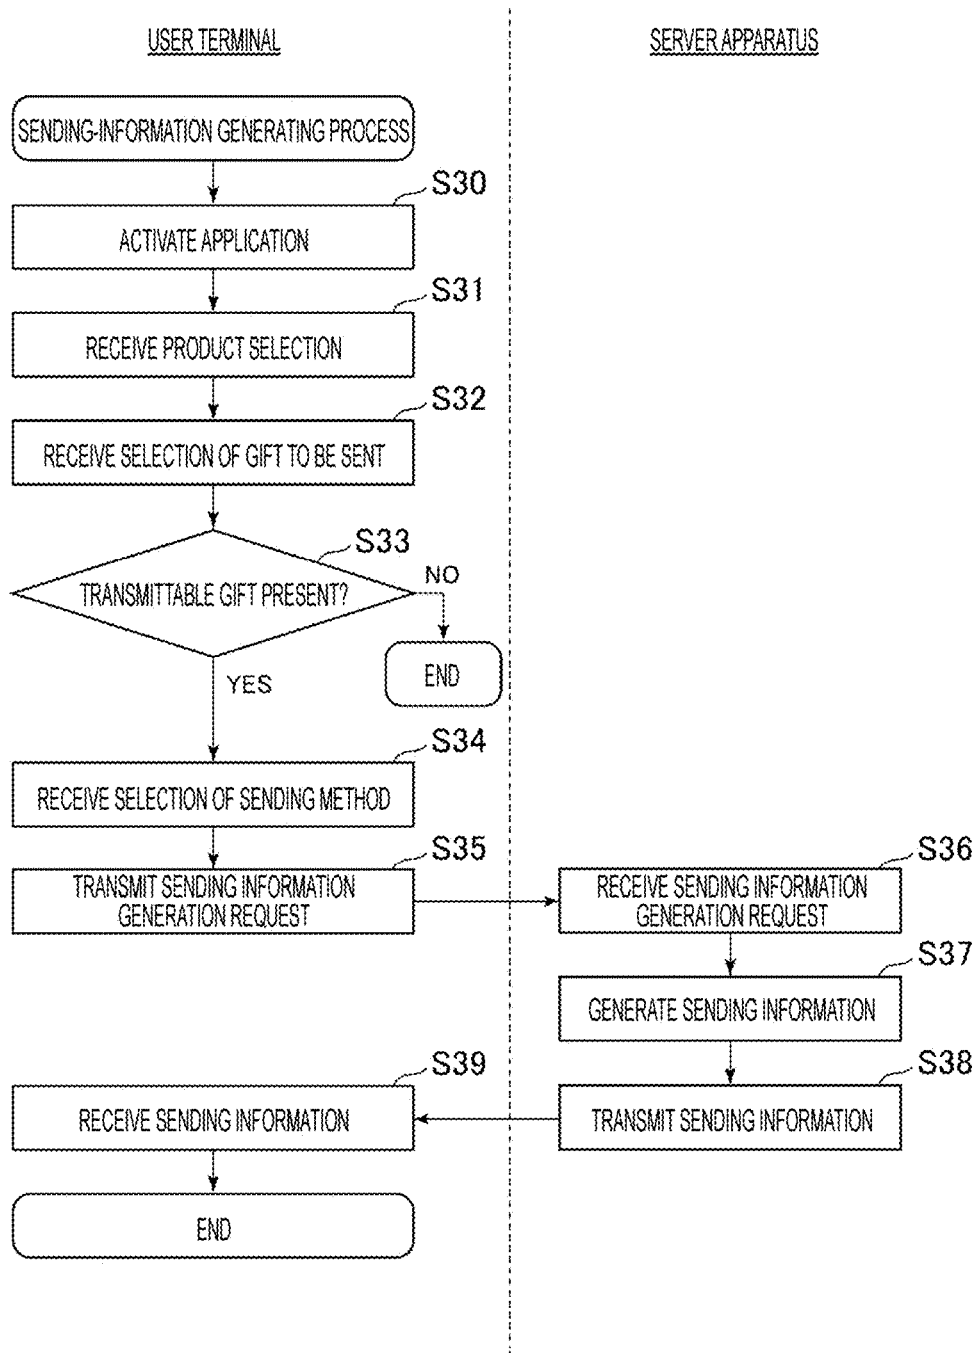 USER TERMINAL
SERVER APPARATUS
SENDING-INFORMATION GENERATING PROCESS
S30
ACTIVATE APPLICATION
S31
RECEIVE PRODUCT SELECTION
S32
RECEIVE SELECTION OF GIFT TO BE SENT
S33
TRANSMITTABLE GIFT PRESENT?
NO
END
YES
S34
RECEIVE SELECTION OF SENDING METHOD
S35
TRANSMIT SENDING INFORMATION
GENERATION REQUEST
S36
RECEIVE SENDING INFORMATION
GENERATION REQUEST
S37
GENERATE SENDING INFORMATION
S38
TRANSMIT SENDING INFORMATION
S39
RECEIVE SENDING INFORMATION
END